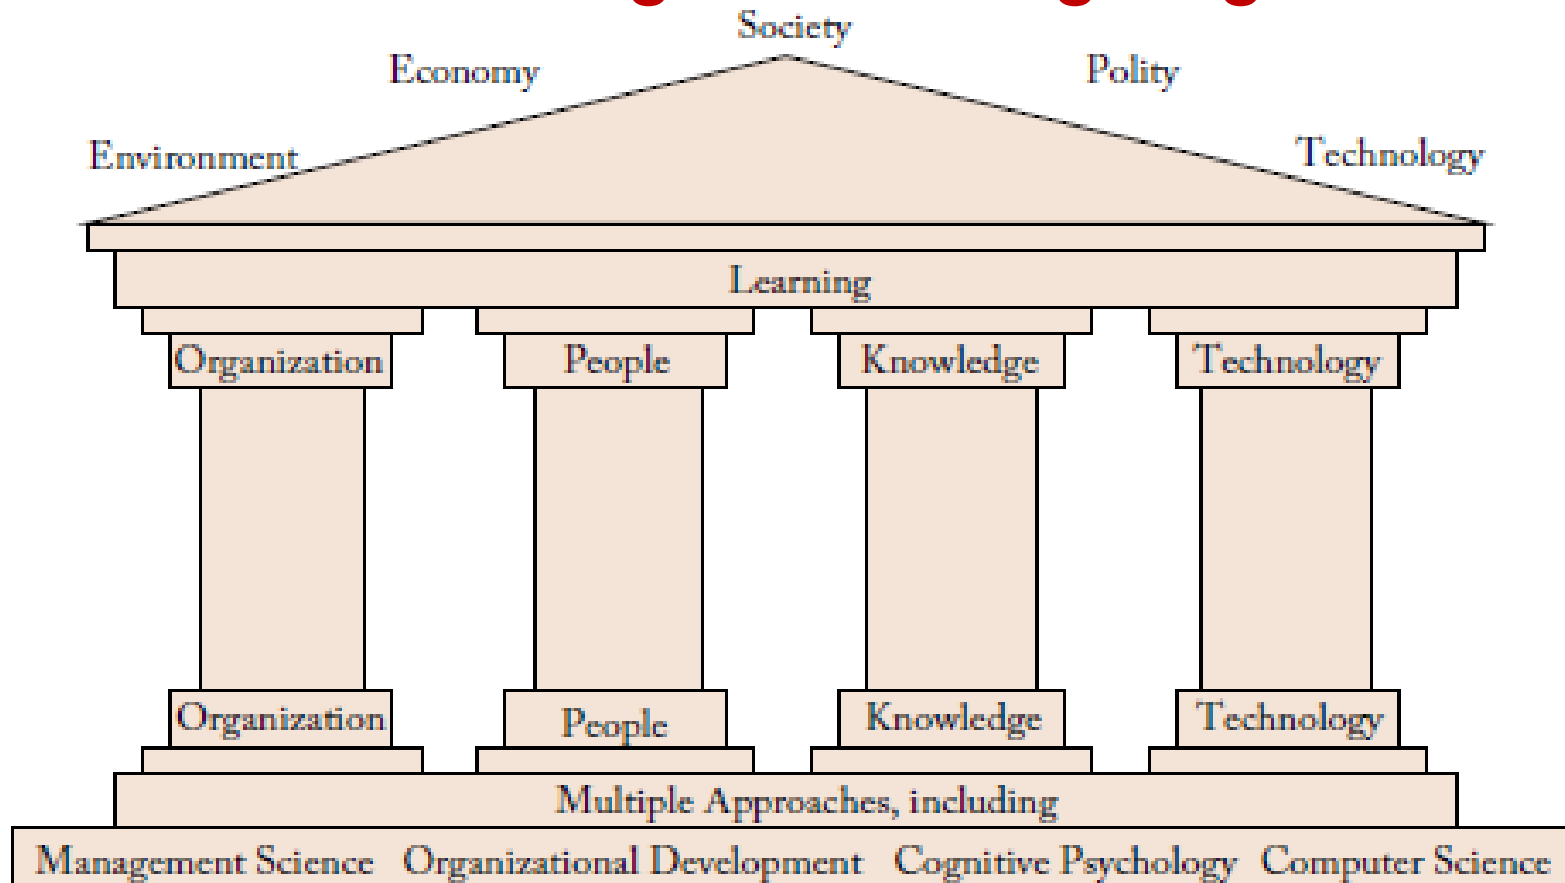 Society
Economy Polity
Environment Technology
Learning
Organization People Knowledge Technology
Organization People Knowledge Technology
Multiple Approaches, including
Management Science Organizational Development Cognitive Psychology Computer Science